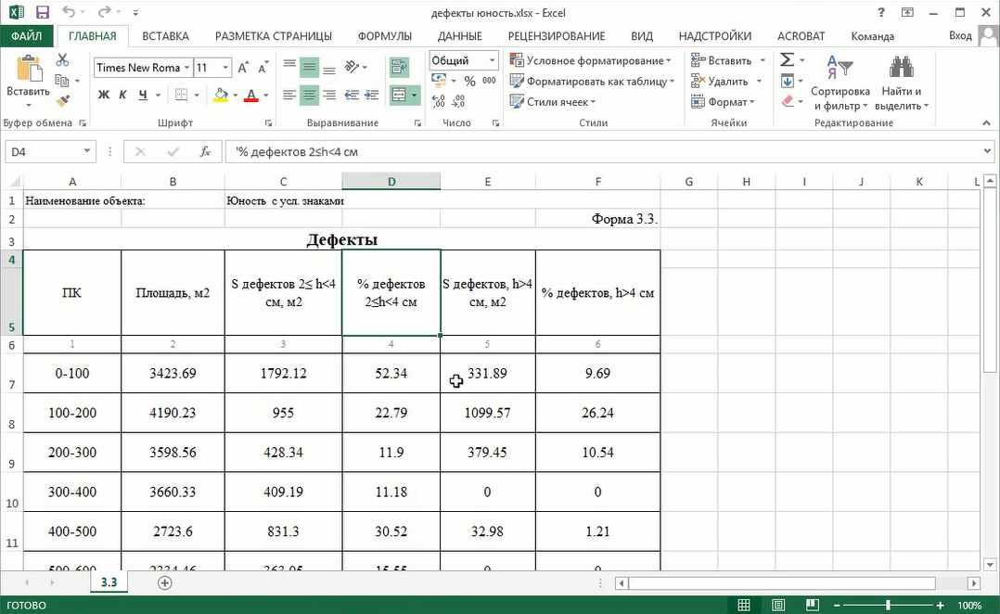 дефекты юность.xlsx - Excel
ФАЙЛ ГЛАВНАЯ ВСТАВКА РАЗМЕТКА СТРАНИЦЫ ФОРМУЛЫ ДАННЫЕ РЕЦЕНЗИРОВАНИЕ ВИД НАДСТРОЙКИ ACROBAT Команда Вход
Times New Roma 11 Общий Условное форматирование Вставить Σ
Вставить Ж К Ч А % 000 Форматировать как таблицу Удалить Сортировка и фильтр Найти и выделить
Стили ячеек Формат
Буфер обмена Шрифт Выравнивание Число Стили Ячейки Редактирование
D4 fx '% дефектов 2≤h<4 см
A B C D E F G H I J K L
1 Наименование объекта: Юность с усл. знаками
2 Форма 3.3.
3 Дефекты
4
ПК Площадь, м2 S дефектов 2≤ h<4 см, м2 % дефектов 2≤h<4 см S дефектов, h>4 см, м2 % дефектов, h>4 см
5
6 1 2 3 4 5 6
7 0-100 3423.69 1792.12 52.34 331.89 9.69
8 100-200 4190.23 955 22.79 1099.57 26.24
9 200-300 3598.56 428.34 11.9 379.45 10.54
10 300-400 3660.33 409.19 11.18 0 0
11 400-500 2723.6 831.3 30.52 32.98 1.21
500-600 2334.46 363.05 15.55 0 0
3.3
ГОТОВО 100%